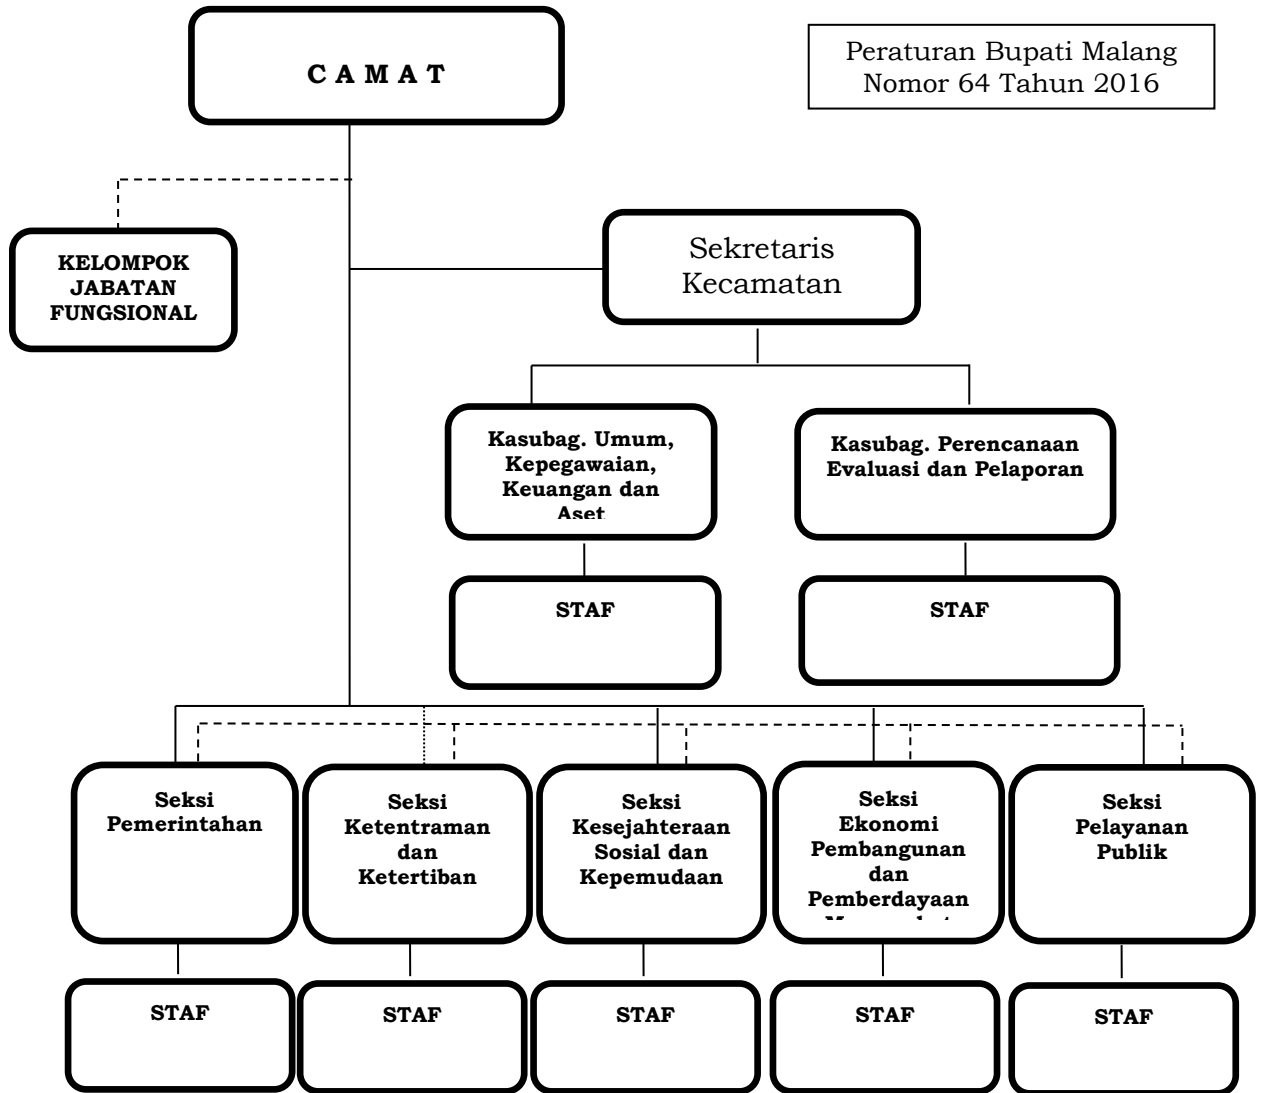 C A M A T
Peraturan Bupati Malang
Nomor 64 Tahun 2016
KELOMPOK
JABATAN
FUNGSIONAL
Sekretaris
Kecamatan
Kasubag. Umum,
Kepegawaian,
Keuangan dan
Aset
Kasubag. Perencanaan
Evaluasi dan Pelaporan
STAF
STAF
Seksi
Pemerintahan
Seksi
Ketentraman
dan
Ketertiban
Seksi
Kesejahteraan
Sosial dan
Kepemudaan
Seksi
Ekonomi
Pembangunan
dan
Pemberdayaan
Seksi
Pelayanan
Publik
STAF
STAF
STAF
STAF
STAF